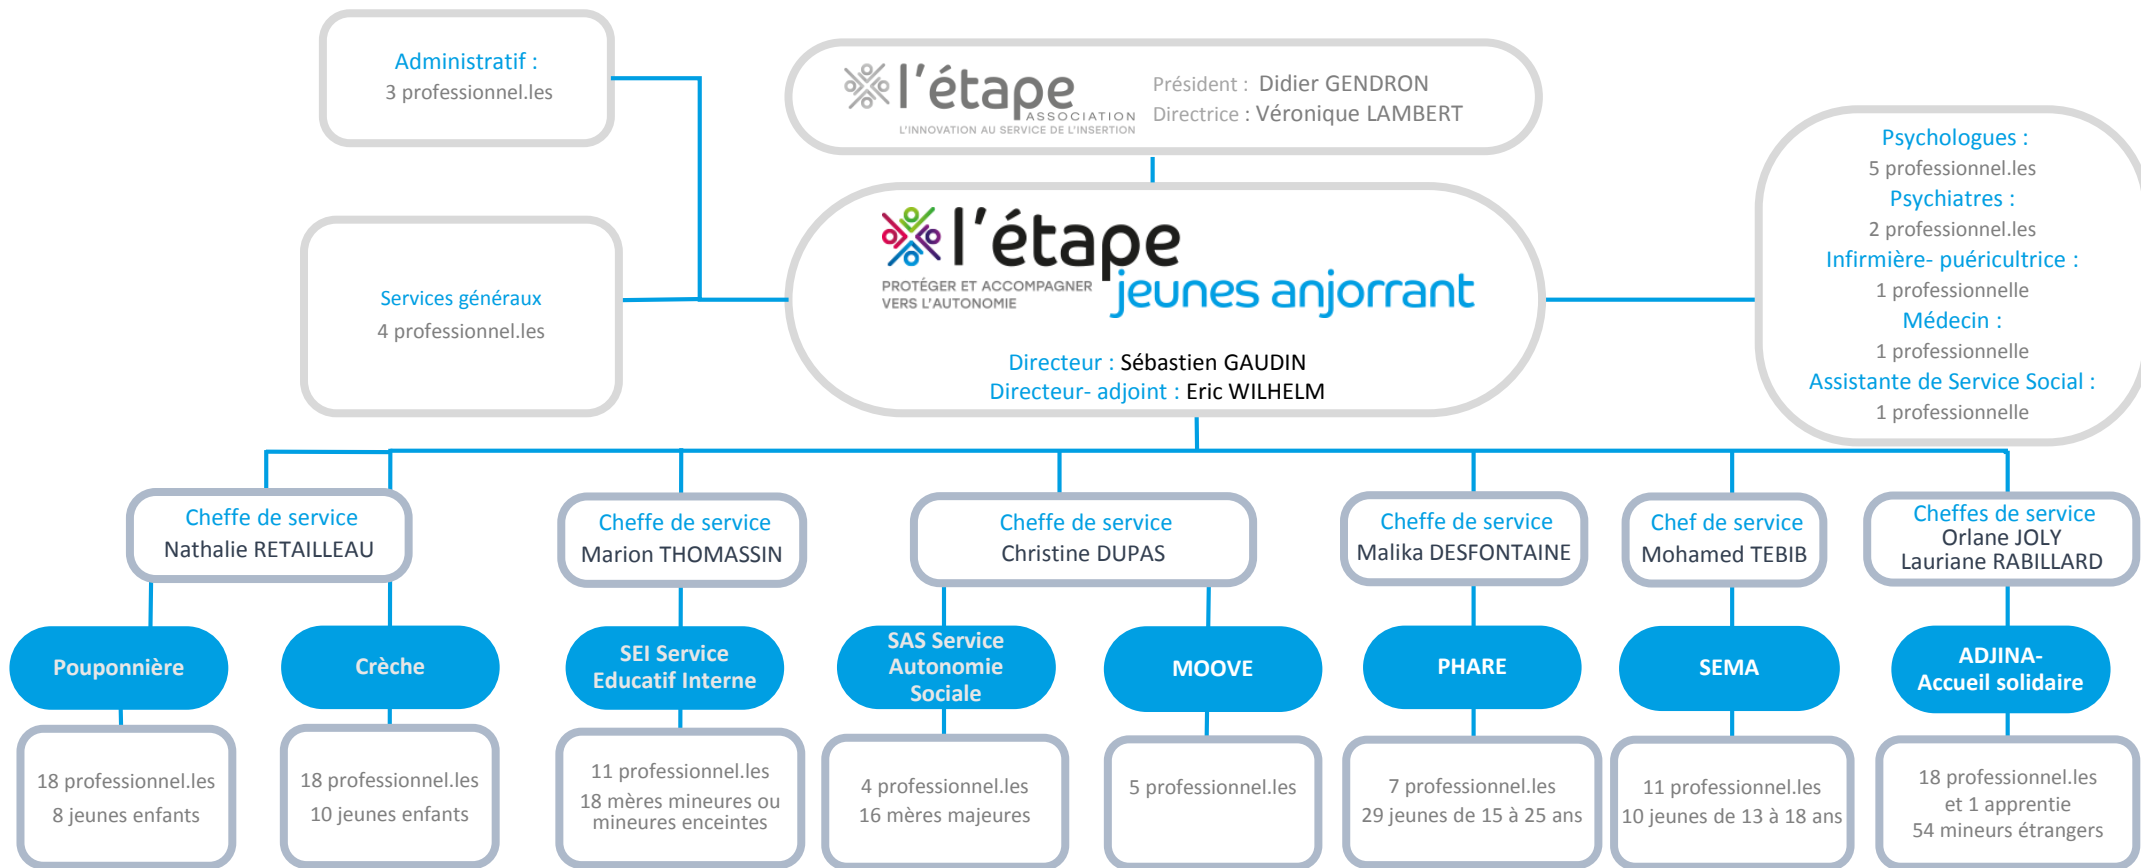 Administratif :
3 professionnel.les
Services généraux
4 professionnel.les
l'étape
ASSOCIATION
L'INNOVATION AU SERVICE DE L'INSERTION
Président : Didier GENDRON
Directrice : Véronique LAMBERT
l'étape
PROTÉGER ET ACCOMPAGNER
VERS L'AUTONOMIE
jeunes anjorrant
Directeur : Sébastien GAUDIN
Directeur- adjoint : Eric WILHELM
Psychologues :
5 professionnel.les
Psychiatres :
2 professionnel.les
Infirmière- puéricultrice :
1 professionnelle
Médecin :
1 professionnelle
Assistante de Service Social :
1 professionnelle
Cheffe de service
Nathalie RETAILLEAU
Cheffe de service
Marion THOMASSIN
Cheffe de service
Christine DUPAS
Cheffe de service
Malika DESFONTAINE
Chef de service
Mohamed TEBIB
Cheffes de service
Orlane JOLY
Lauriane RABILLARD
Pouponnière
Crèche
SEI Service
Educatif Interne
SAS Service
Autonomie
Sociale
MOOVE
PHARE
SEMA
ADJINA-
Accueil solidaire
18 professionnel.les
8 jeunes enfants
18 professionnel.les
10 jeunes enfants
11 professionnel.les
18 mères mineures ou
mineures enceintes
4 professionnel.les
16 mères majeures
5 professionnel.les
7 professionnel.les
29 jeunes de 15 à 25 ans
11 professionnel.les
10 jeunes de 13 à 18 ans
18 professionnel.les
et 1 apprentie
54 mineurs étrangers